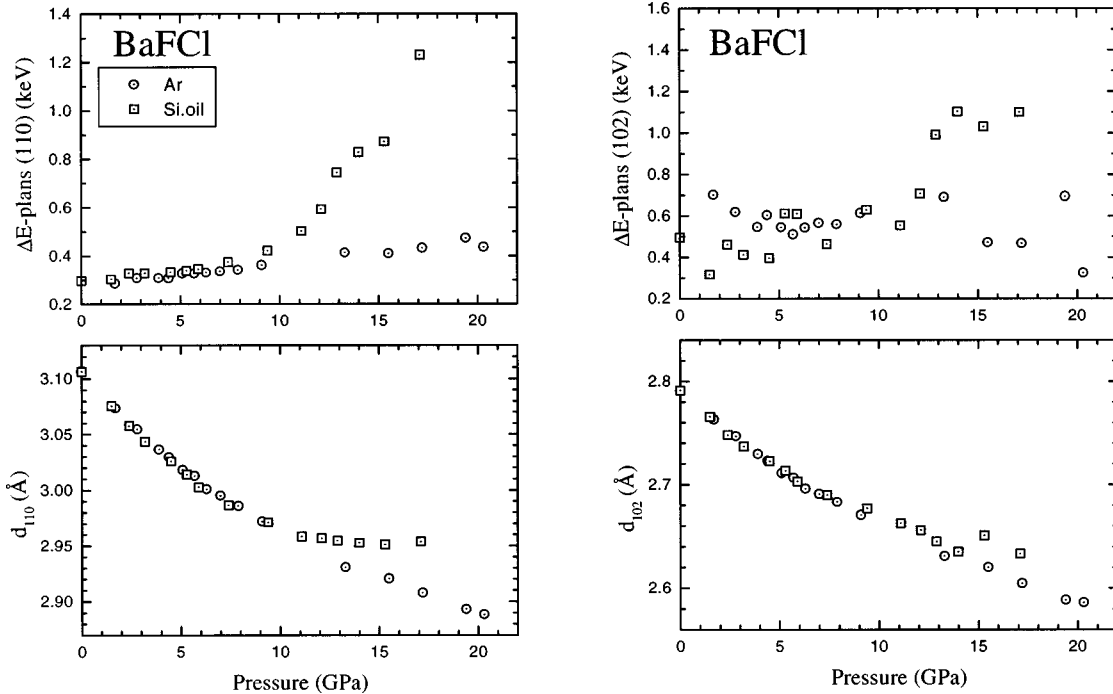 BaFCl
Ar
Si.oil
ΔE-plans (110) (keV)
1.4
1.2
1.0
0.8
0.6
0.4
0.2
0 5 10 15 20
BaFCl
ΔE-plans (102) (keV)
1.6
1.4
1.2
1.0
0.8
0.6
0.4
0.2
0 5 10 15 20
d110 (Å)
3.10
3.05
3.00
2.95
2.90
0 5 10 15 20
Pressure (GPa)
d102 (Å)
2.8
2.7
2.6
0 5 10 15 20
Pressure (GPa)